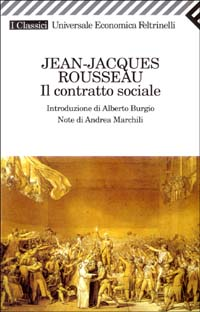 I Classici Universale Economica Feltrinelli
JEAN-JACQUES
ROUSSEAU
Il contratto sociale
Introduzione di Alberto Burgio
Note di Andrea Marchili